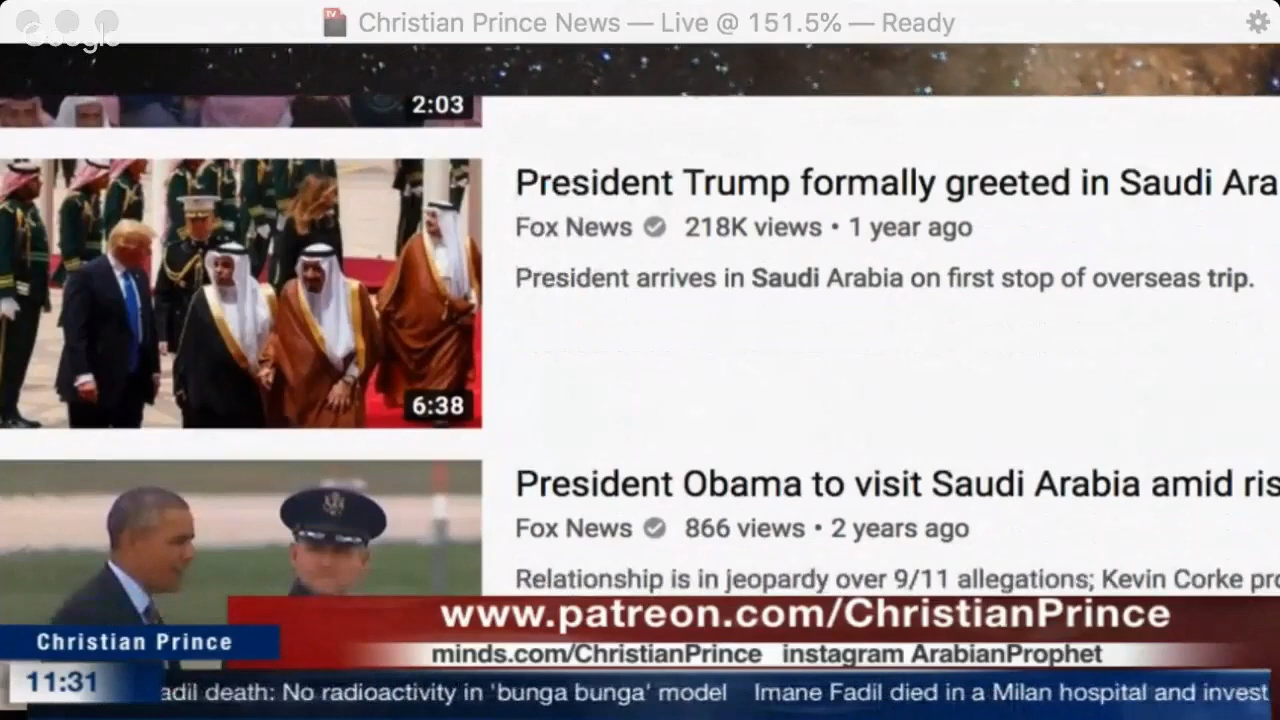 Christian Prince News — Live @ 151.5% — Ready
Google
2:03
President Trump formally greeted in Saudi Ara
Fox News 218K views • 1 year ago
President arrives in Saudi Arabia on first stop of overseas trip.
6:38
President Obama to visit Saudi Arabia amid ris
Fox News 866 views • 2 years ago
Relationship is in jeopardy over 9/11 allegations; Kevin Corke pro
www.patreon.com/ChristianPrince
Christian Prince
minds.com/ChristianPrince instagram ArabianProphet
11:31
adil death: No radioactivity in 'bunga bunga' model Imane Fadil died in a Milan hospital and invest